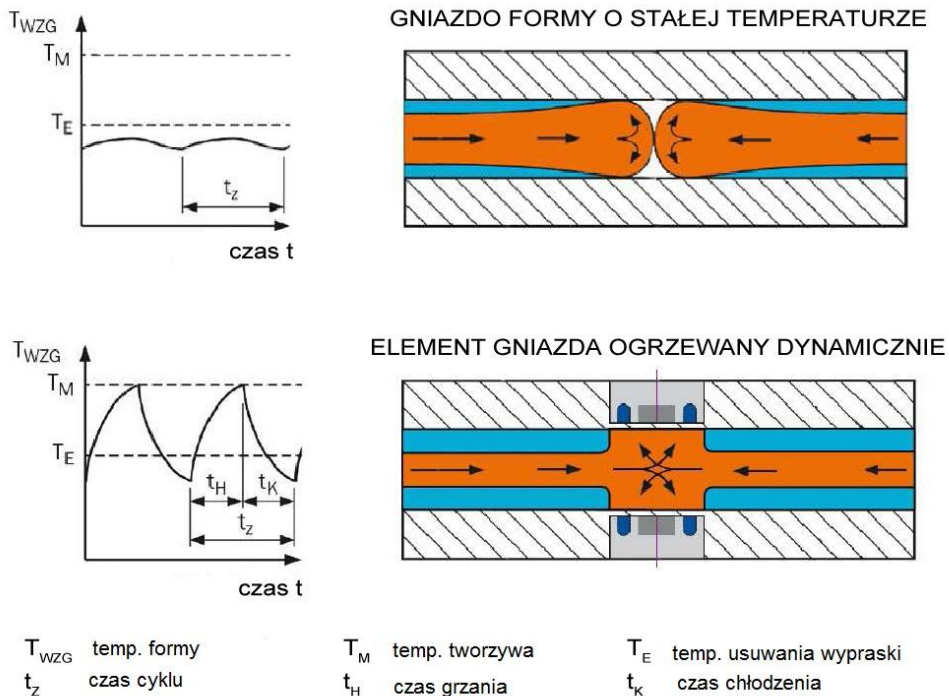 T_WZG
T_M
T_E
t_Z
czas t
GNIAZDO FORMY O STAŁEJ TEMPERATURZE
T_WZG
T_M
T_E
t_H t_K
t_Z
czas t
ELEMENT GNIAZDA OGRZEWANY DYNAMICZNIE
T_WZG temp. formy T_M temp. tworzywa T_E temp. usuwania wypraski
t_Z czas cyklu t_H czas grzania t_K czas chłodzenia